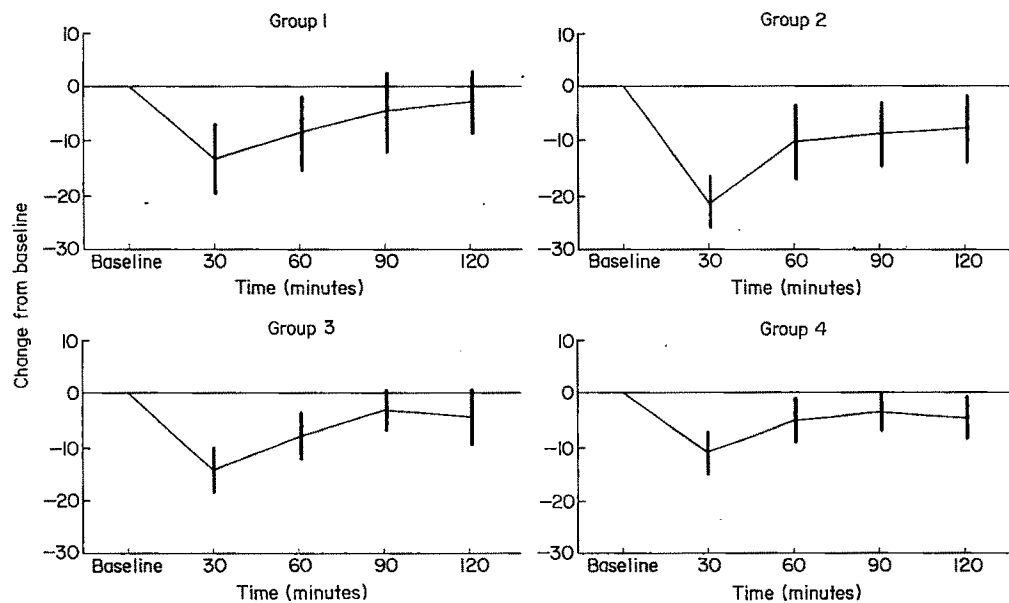 Group 1
10
0
−10
−20
−30
Baseline 30 60 90 120
Time (minutes)
Group 2
10
0
−10
−20
−30
Baseline 30 60 90 120
Time (minutes)
Change from baseline
Group 3
10
0
−10
−20
−30
Baseline 30 60 90 120
Time (minutes)
Group 4
10
0
−10
−20
−30
Baseline 30 60 90 120
Time (minutes)